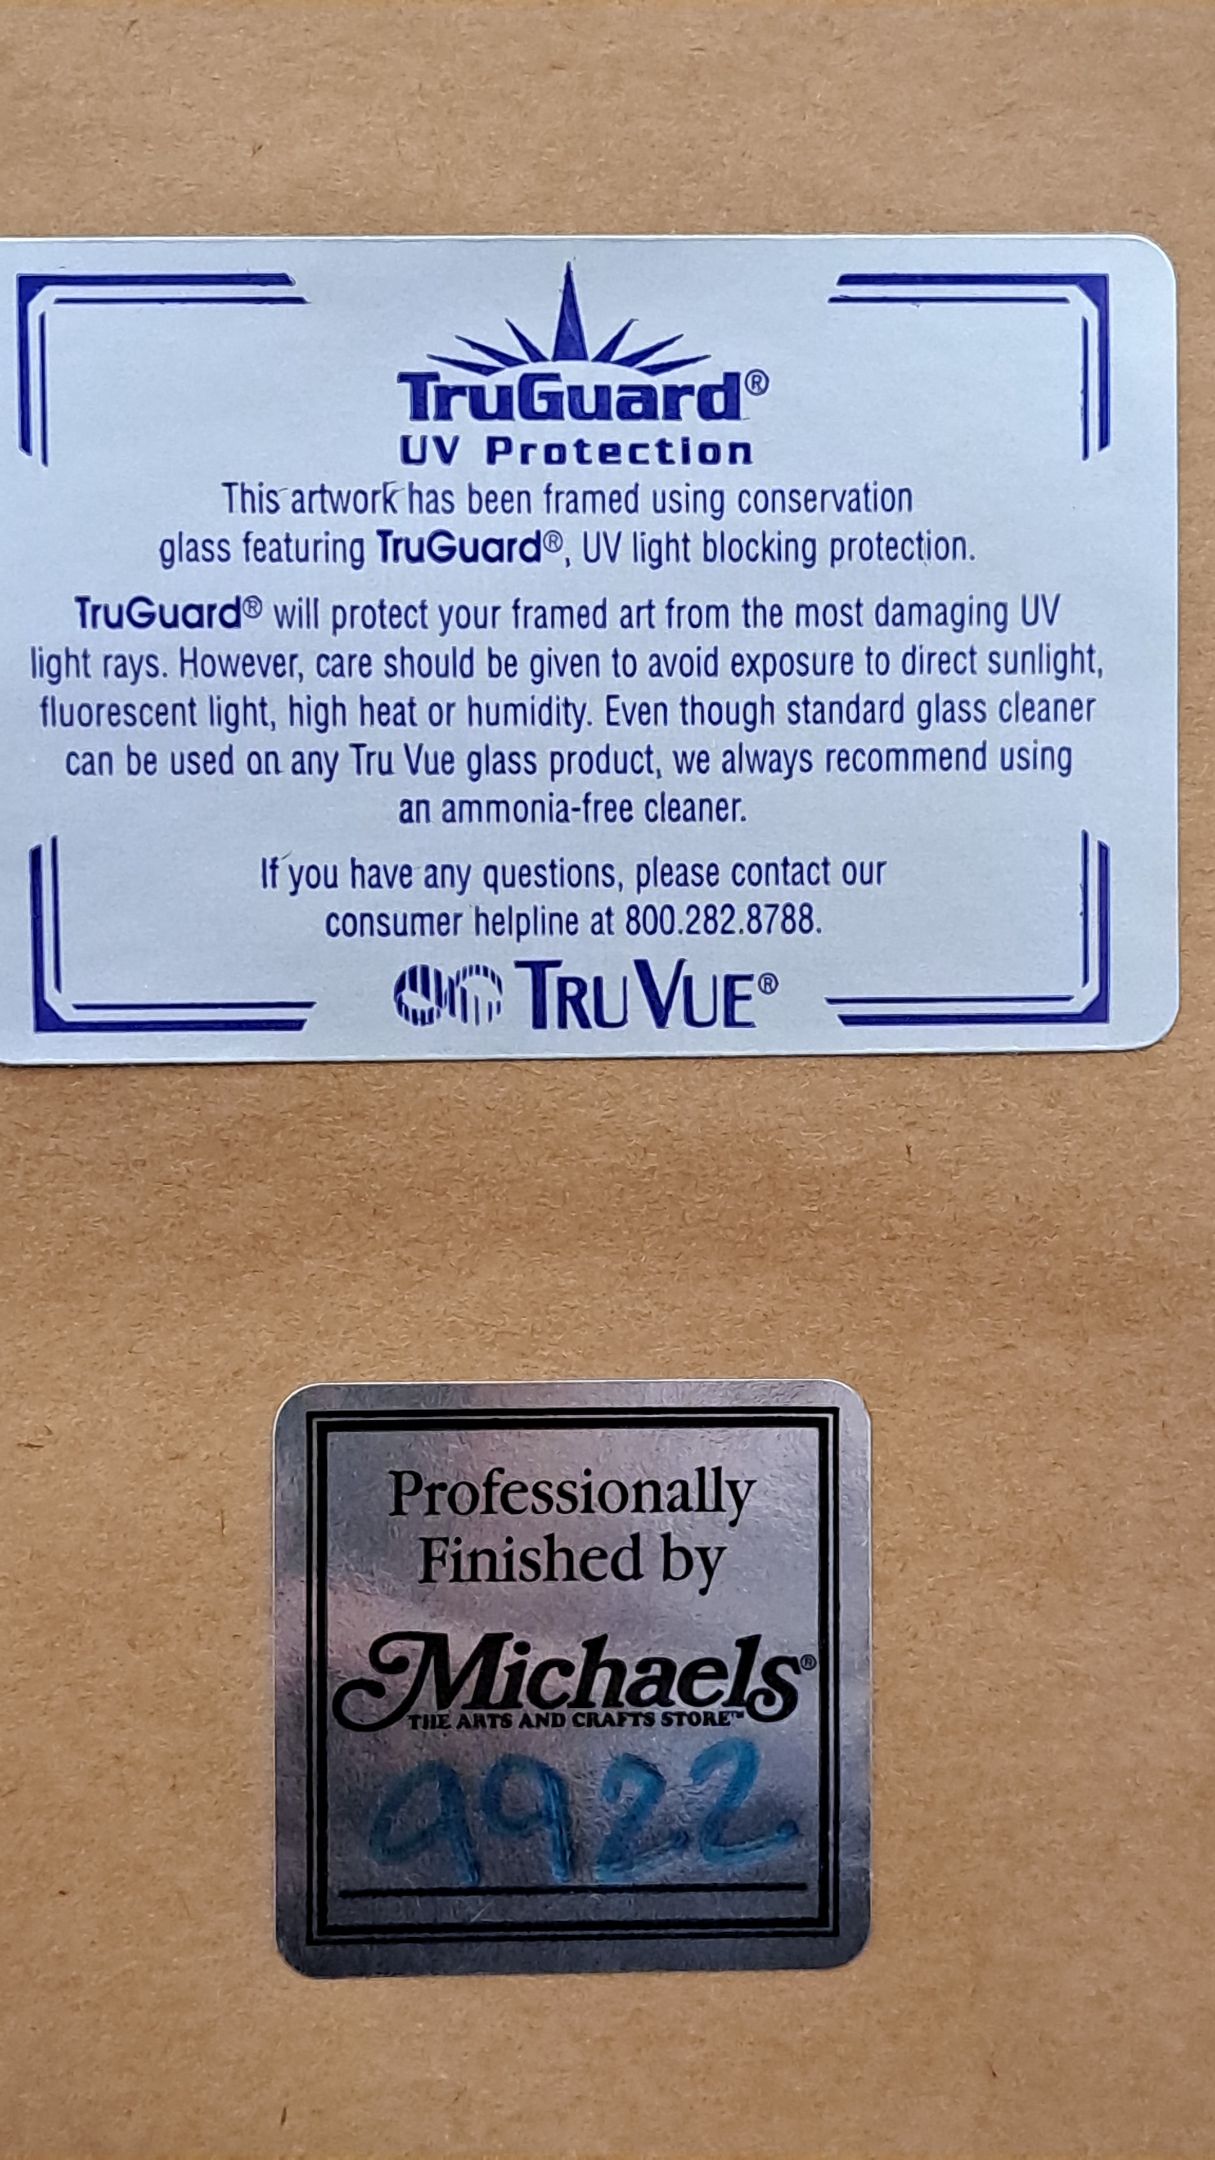 TruGuard®
UV Protection
This artwork has been framed using conservation
glass featuring TruGuard®, UV light blocking protection.
TruGuard® will protect your framed art from the most damaging UV
light rays. However, care should be given to avoid exposure to direct sunlight,
fluorescent light, high heat or humidity. Even though standard glass cleaner
can be used on any Tru Vue glass product, we always recommend using
an ammonia-free cleaner.
If you have any questions, please contact our
consumer helpline at 800.282.8788.
TRU VUE®
Professionally
Finished by
Michaels®
THE ARTS AND CRAFTS STORE™
9922